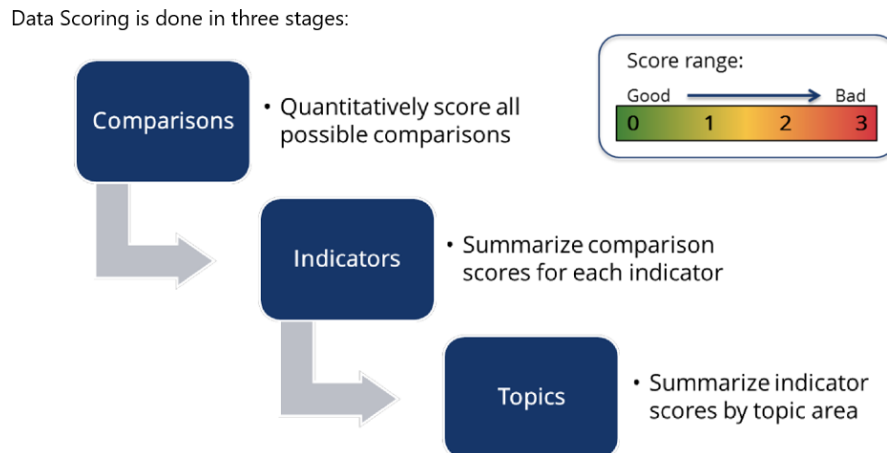 Data Scoring is done in three stages:
Comparisons
• Quantitatively score all
possible comparisons
Score range:
Good Bad
0 1 2 3
Indicators
• Summarize comparison
scores for each indicator
Topics
• Summarize indicator
scores by topic area